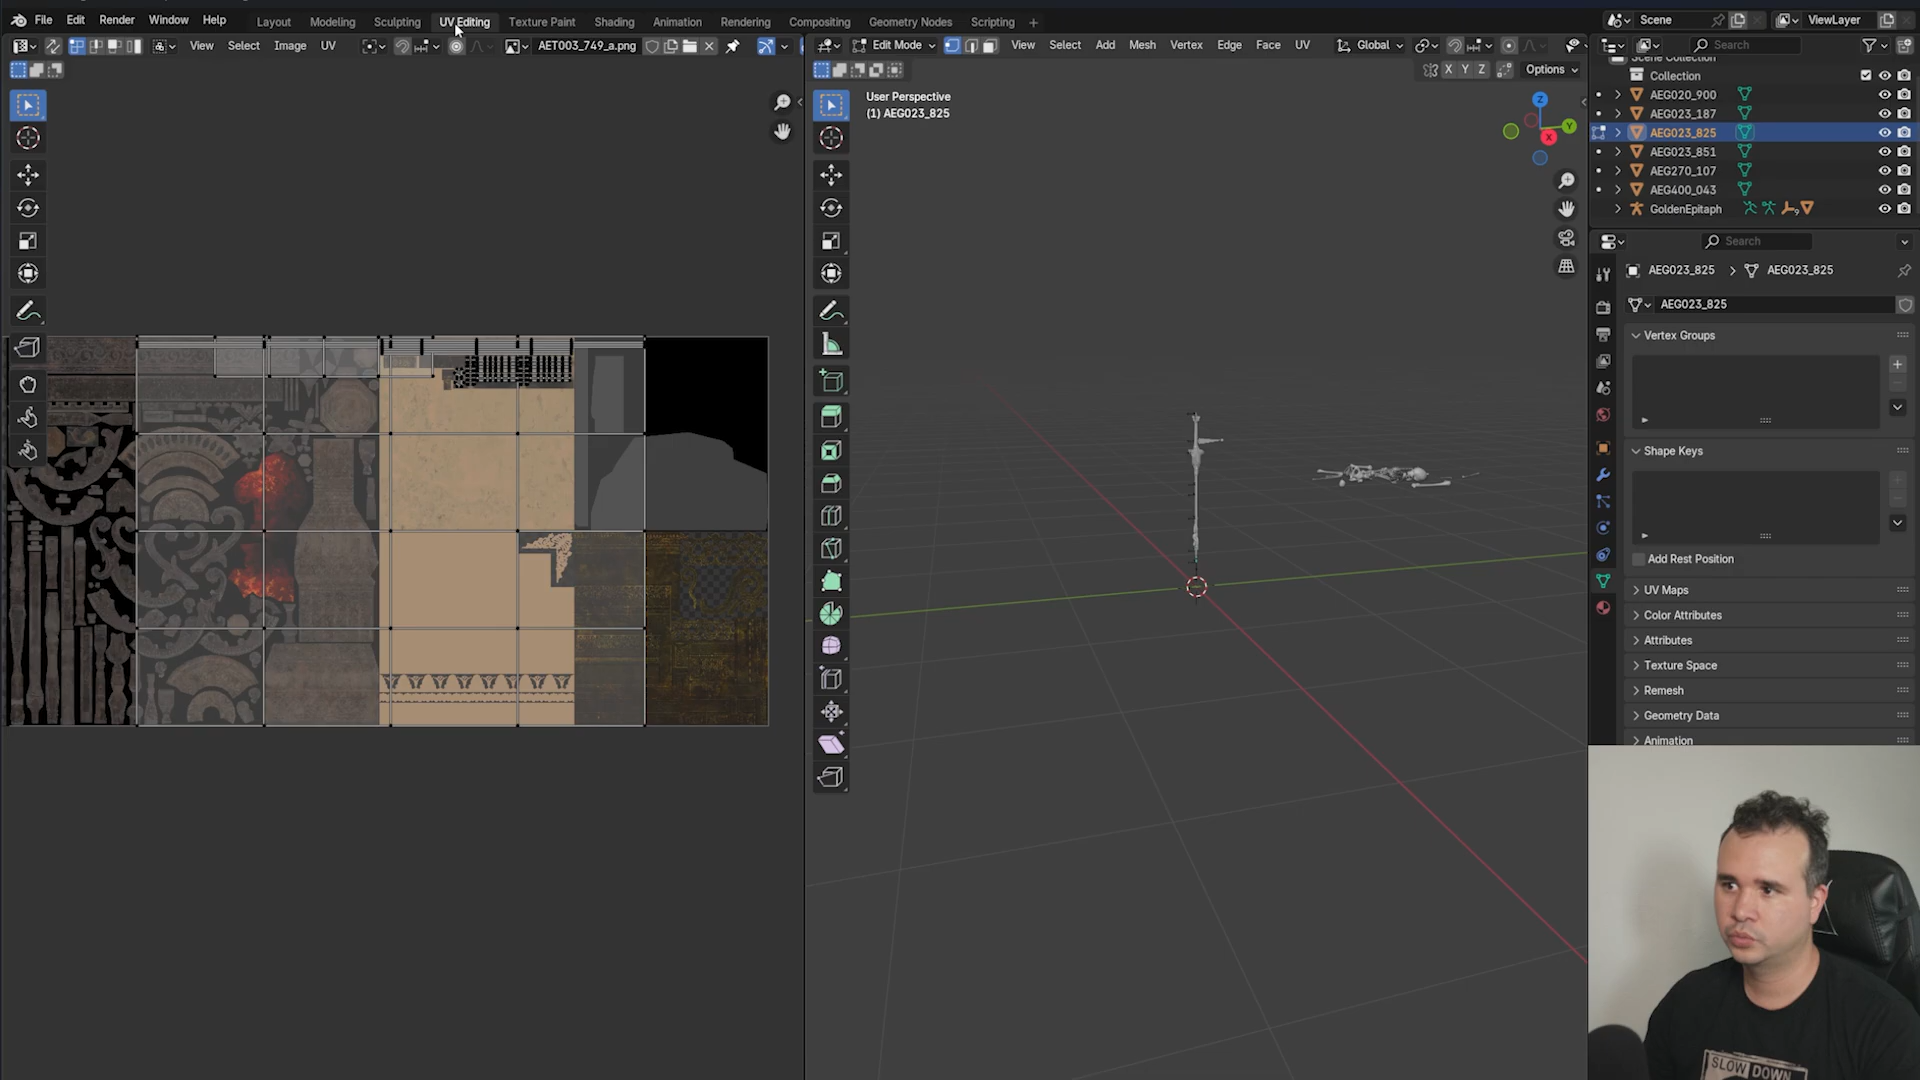 File Edit Render Window Help Layout Modeling Sculpting UV Editing Texture Paint Shading Animation Rendering Compositing Geometry Nodes Scripting + Scene ViewLayer
View Select Image UV AET003_749_a.png Edit Mode View Select Add Mesh Vertex Edge Face UV Global Search
X Y Z Options
Scene Collection
Collection
AEG020_900
AEG023_187
AEG023_825
AEG023_851
AEG270_107
AEG400_043
GoldenEpitaph
User Perspective
(1) AEG023_825
Z
Y
X
Search
AEG023_825 AEG023_825
AEG023_825
Vertex Groups
Shape Keys
Add Rest Position
UV Maps
Color Attributes
Attributes
Texture Space
Remesh
Geometry Data
Animation
SLOW DOWN